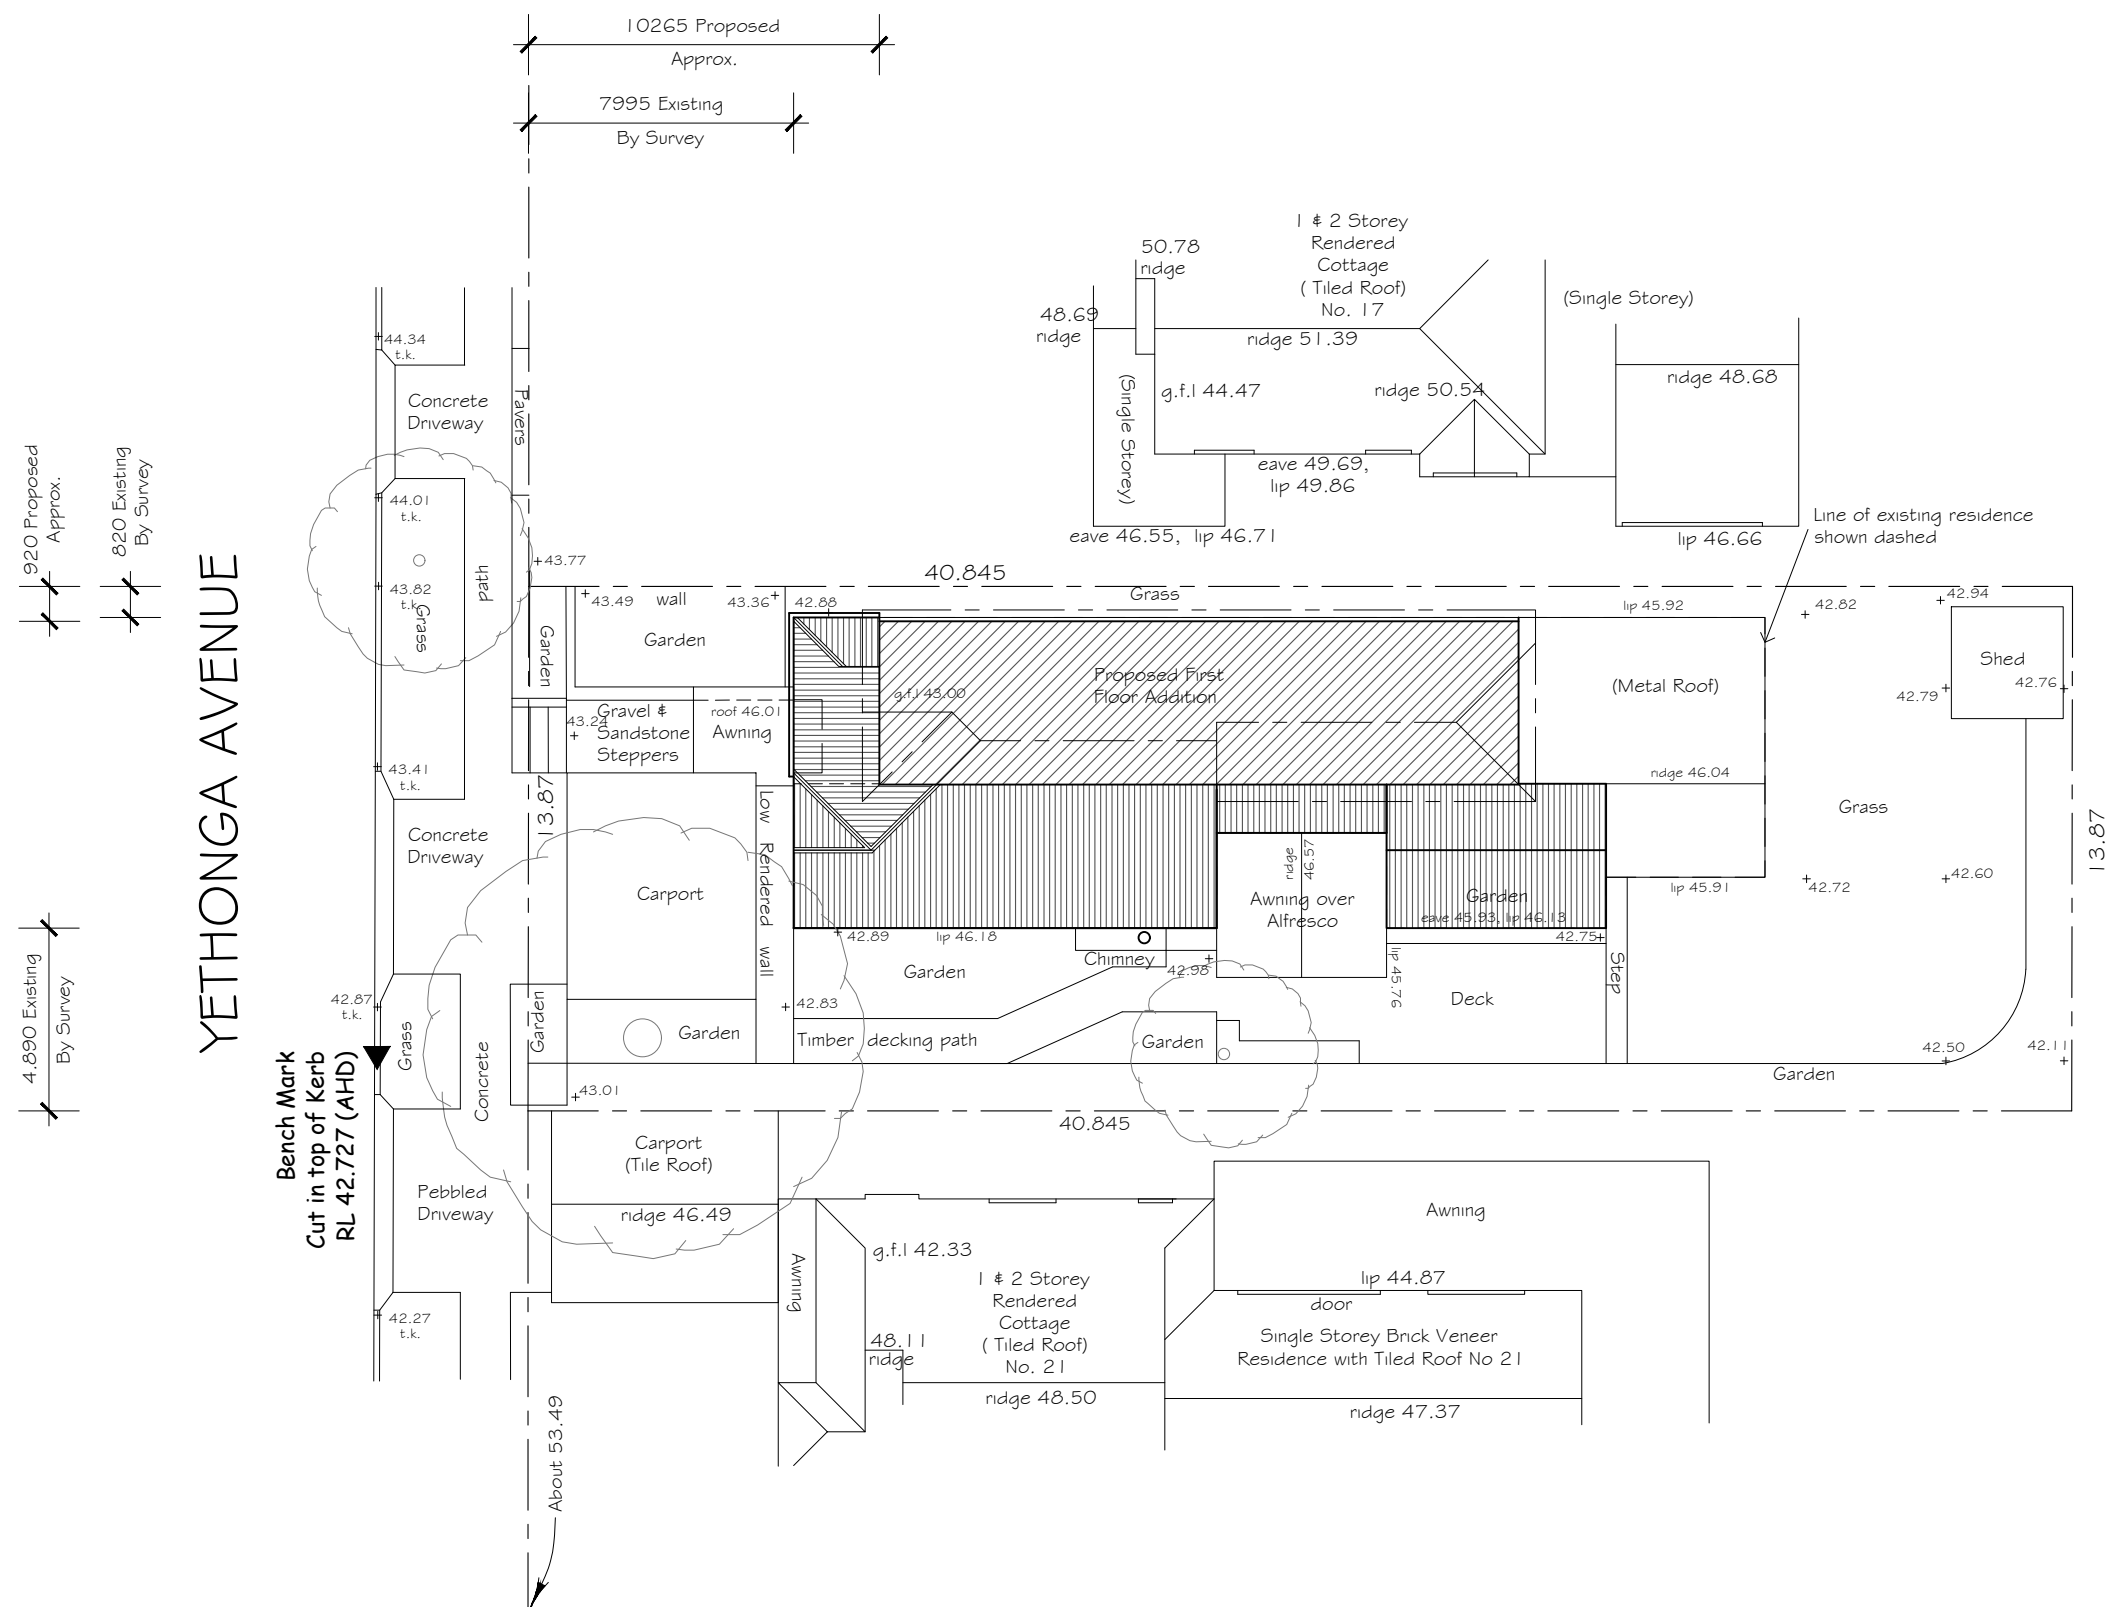 10265 Proposed
Approx.
7995 Existing
By Survey
1 & 2 Storey
Rendered
Cottage
( Tiled Roof)
No. 17
50.78
ridge
48.69
ridge
(Single Storey)
ridge 51.39
g.f.l 44.47
ridge 50.54
(Single Storey)
ridge 48.68
eave 49.69,
lip 49.86
eave 46.55, lip 46.71
lip 46.66
Line of existing residence
shown dashed
44.34
t.k.
Concrete
Driveway
Pavers
44.01
t.k.
920 Proposed
Approx.
820 Existing
By Survey
YETHONGA AVENUE
43.82
t.k.
Grass
path
43.77
40.845
Grass
43.49
wall
43.36
42.88
Garden
Garden
lip 45.92
42.82
42.94
Shed
42.79
42.76
Proposed First
Floor Addition
g.f.l 43.00
(Metal Roof)
43.24
Gravel &
Sandstone
Steppers
roof 46.01
Awning
43.41
t.k.
13.87
ridge 46.04
Grass
13.87
Concrete
Driveway
Low Rendered wall
Carport
ridge
46.57
Awning over
Alfresco
Garden
eave 45.93, lip 46.13
lip 45.91
42.72
42.60
42.89
lip 46.18
42.75
4.890 Existing
By Survey
Chimney
42.98
Garden
lip 45.76
Deck
Step
42.87
t.k.
Grass
Concrete
Garden
Garden
42.83
Timber decking path
Garden
42.50
42.11
Garden
Bench Mark
Cut in top of Kerb
RL 42.727 (AHD)
43.01
40.845
Carport
(Tile Roof)
Pebbled
Driveway
ridge 46.49
Awning
g.f.l 42.33
1 & 2 Storey
Rendered
Cottage
( Tiled Roof)
No. 21
48.11
ridge
ridge 48.50
Awning
lip 44.87
door
Single Storey Brick Veneer
Residence with Tiled Roof No 21
ridge 47.37
42.27
t.k.
About 53.49